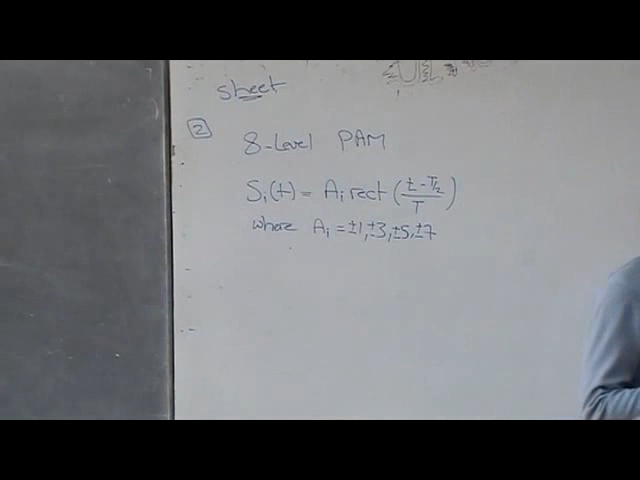 sheet
2
8-Level PAM
Si(t) = Ai rect (t - T/2 / T)
where Ai = ±1, ±3, ±5, ±7